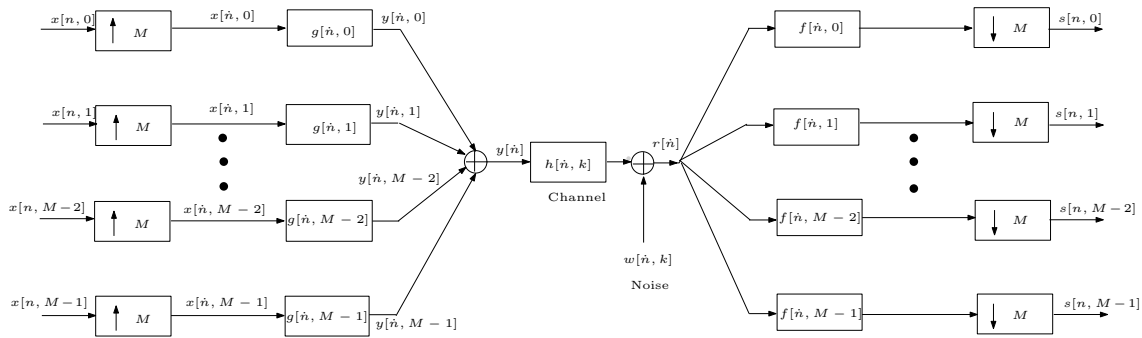 x[n, 0] M x[ṅ, 0] g[ṅ, 0] y[ṅ, 0] f[ṅ, 0] M s[n, 0]
x[n, 1] M x[ṅ, 1] g[ṅ, 1] y[ṅ, 1] f[ṅ, 1] M s[n, 1]
y[ṅ] h[ṅ, k] r[ṅ]
Channel
x[n, M−2] M x[ṅ, M − 2] g[ṅ, M − 2] y[ṅ, M − 2] f[ṅ, M − 2] M s[n, M − 2]
w[ṅ, k]
Noise
x[n, M−1] M x[ṅ, M − 1] g[ṅ, M − 1] y[ṅ, M − 1] f[ṅ, M − 1] M s[n, M − 1]